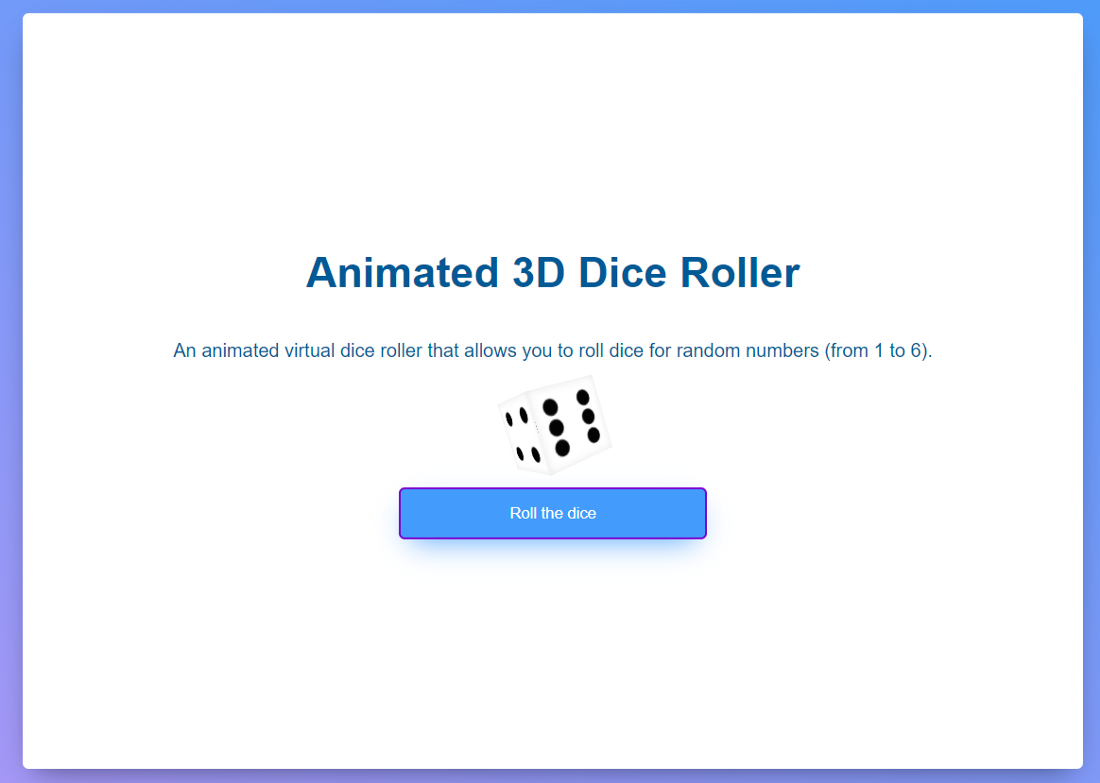 Animated 3D Dice Roller
An animated virtual dice roller that allows you to roll dice for random numbers (from 1 to 6).
Roll the dice